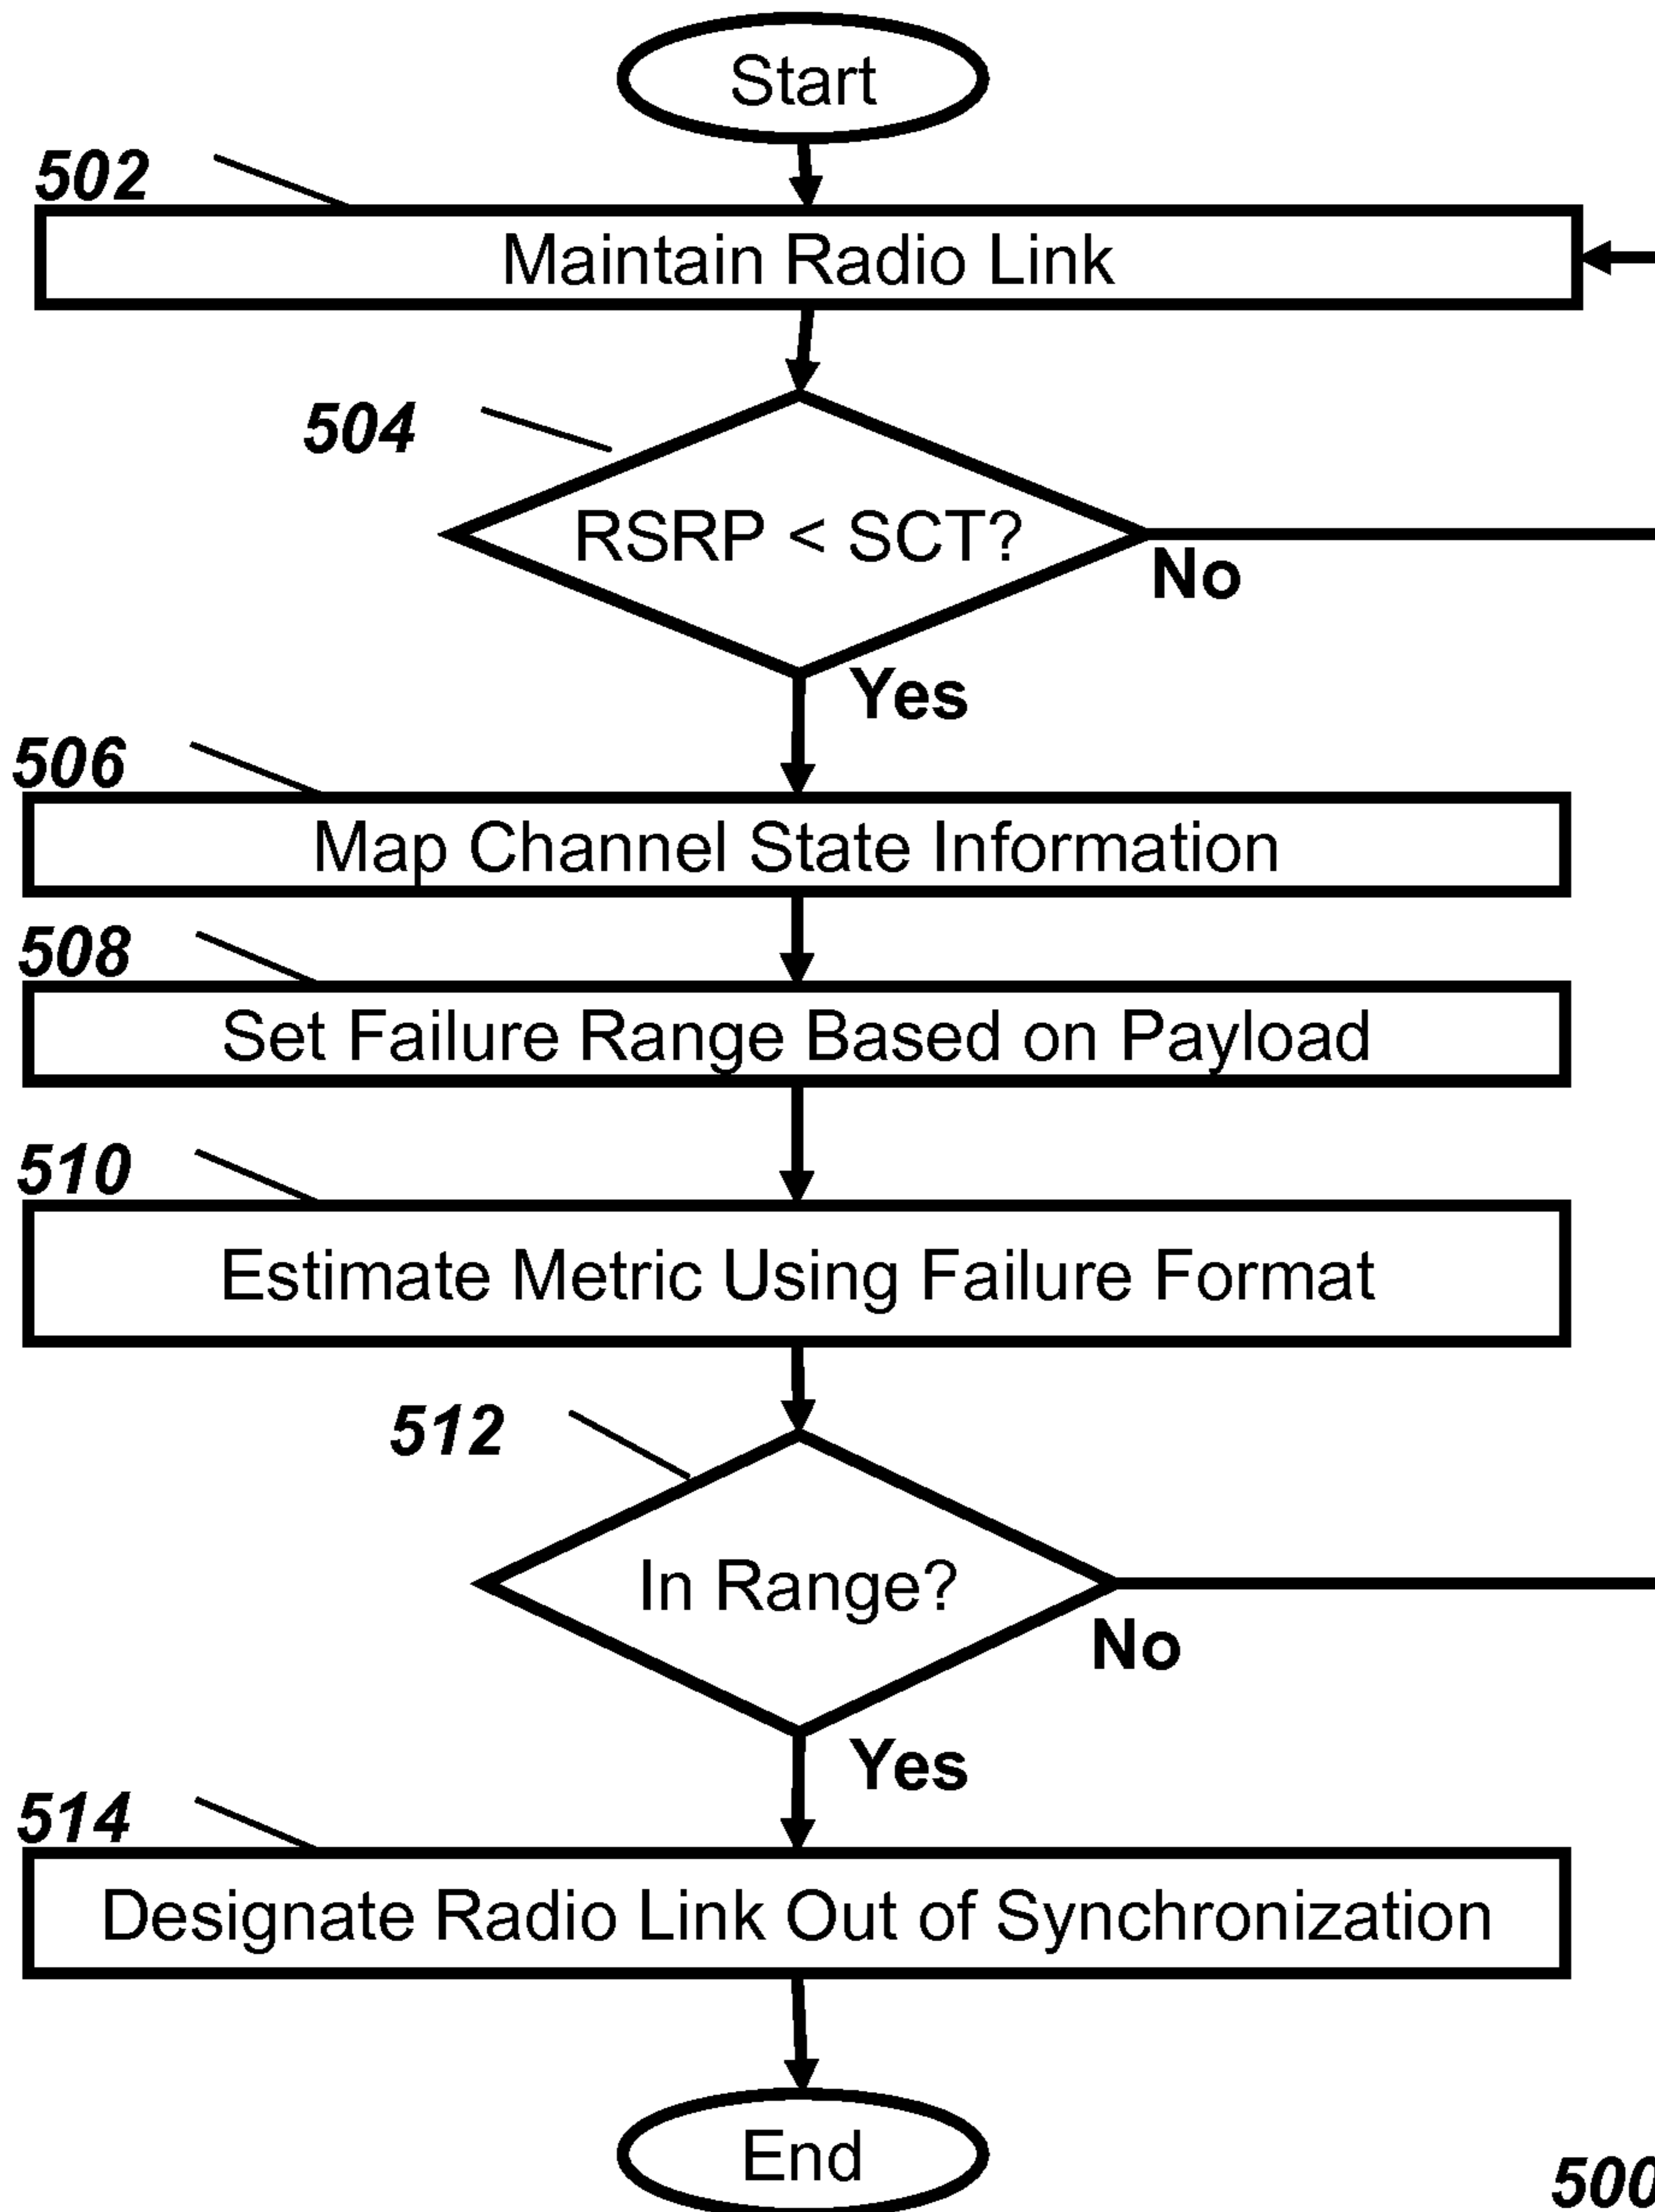 Start
502
Maintain Radio Link
504
RSRP < SCT?
No
Yes
506
Map Channel State Information
508
Set Failure Range Based on Payload
510
Estimate Metric Using Failure Format
512
In Range?
No
Yes
514
Designate Radio Link Out of Synchronization
End
500